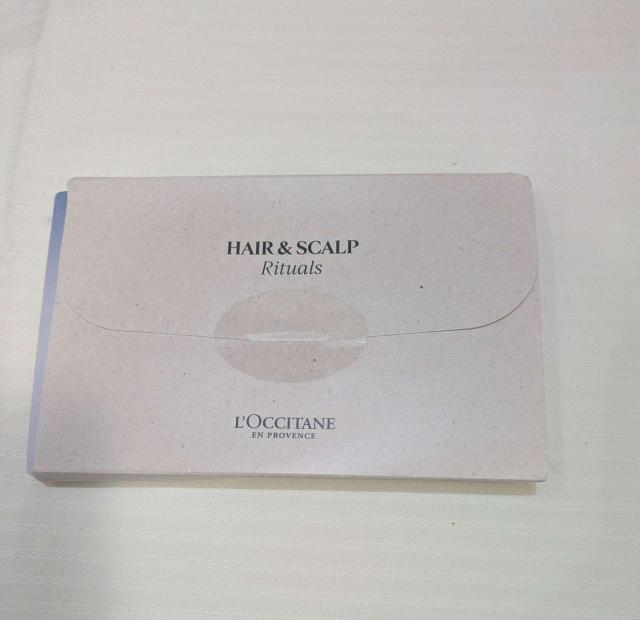 HAIR & SCALP
Rituals
L'OCCITANE
EN PROVENCE